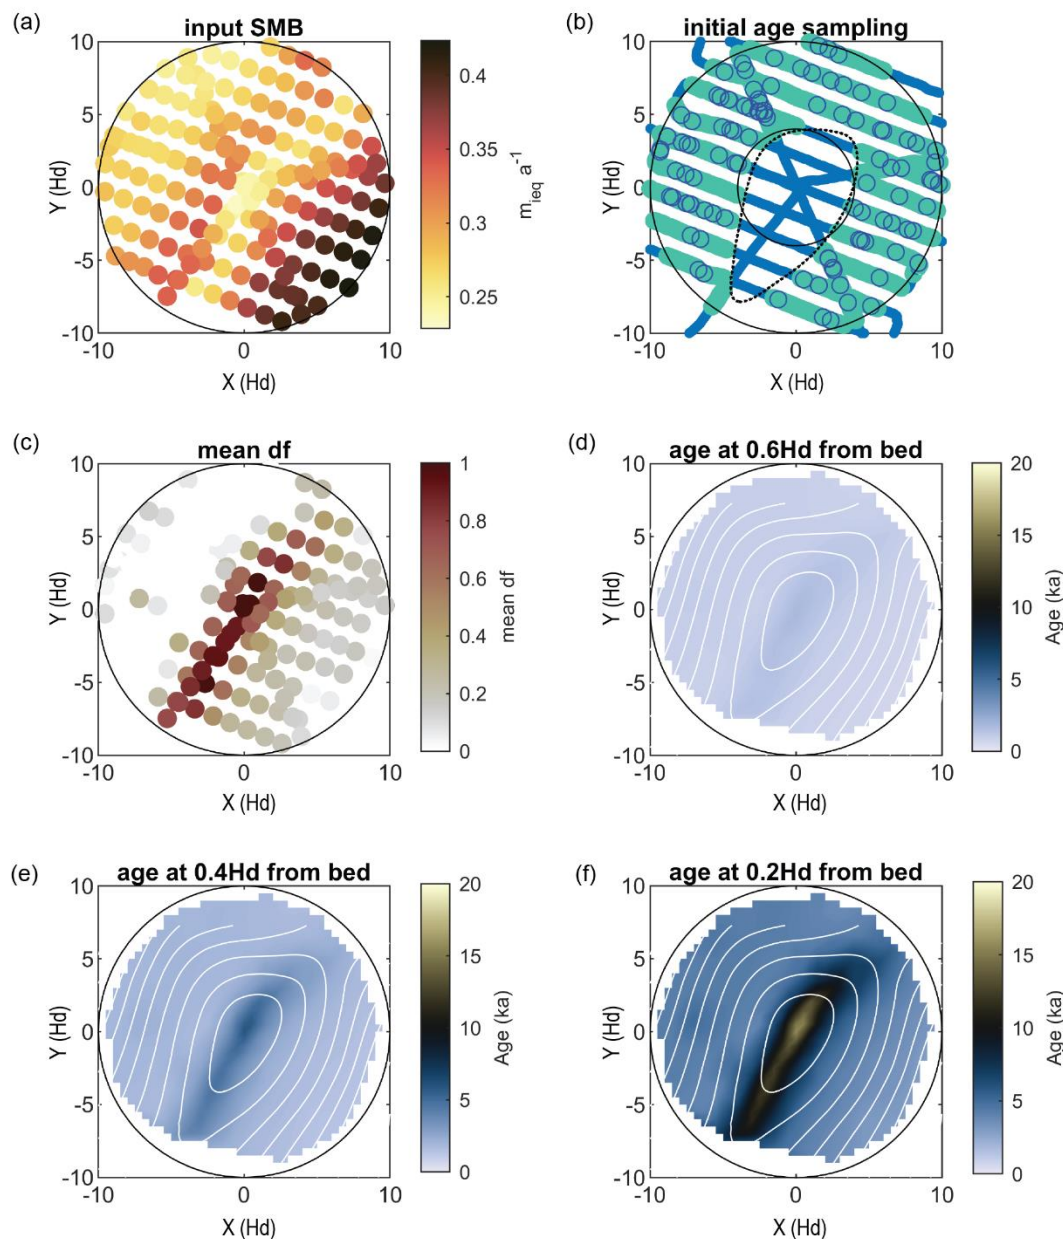 (a)
input SMB
10
5
0
-5
-10
Y (Hd)
-10
0
10
X (Hd)
0.4
0.35
0.3
0.25
m_ieq a^-1
(b)
initial age sampling
10
5
0
-5
-10
Y (Hd)
-10
0
10
X (Hd)
(c)
mean df
10
5
0
-5
-10
Y (Hd)
-10
0
10
X (Hd)
1
0.8
0.6
0.4
0.2
0
mean df
(d)
age at 0.6Hd from bed
10
5
0
-5
-10
Y (Hd)
-10
0
10
X (Hd)
20
15
10
5
0
Age (ka)
(e)
age at 0.4Hd from bed
10
5
0
-5
-10
Y (Hd)
-10
0
10
X (Hd)
20
15
10
5
0
Age (ka)
(f)
age at 0.2Hd from bed
10
5
0
-5
-10
Y (Hd)
-10
0
10
X (Hd)
20
15
10
5
0
Age (ka)